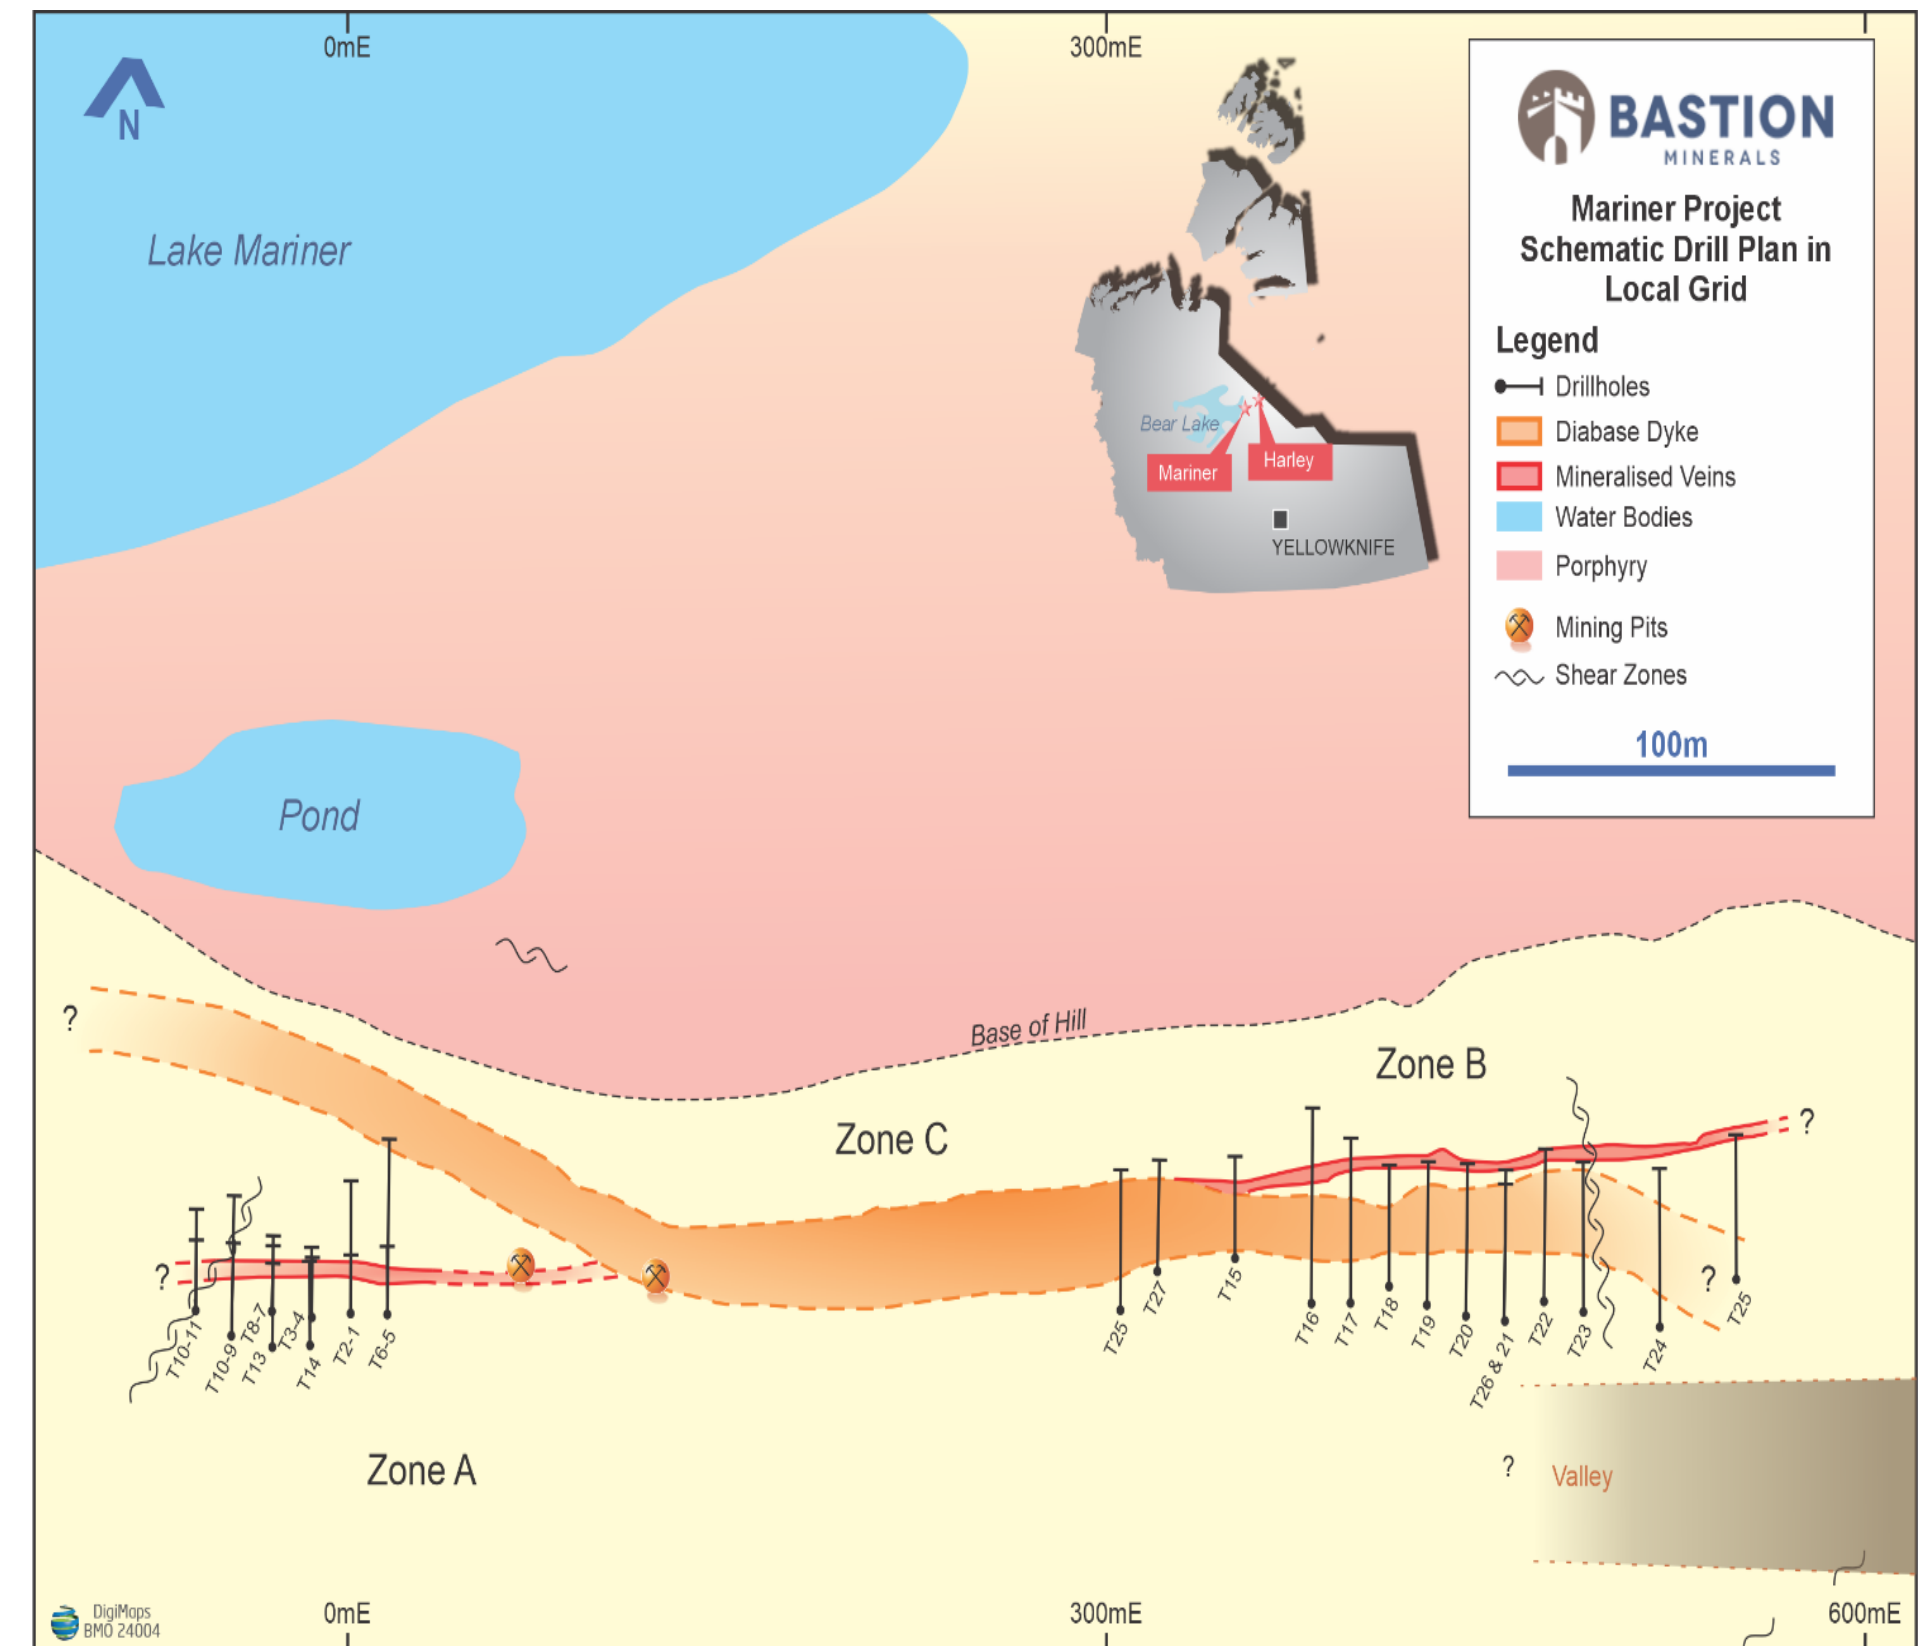 0mE
300mE
N
Lake Mariner
BASTION
MINERALS
Mariner Project
Schematic Drill Plan in
Local Grid
Legend
Drillholes
Diabase Dyke
Mineralised Veins
Water Bodies
Porphyry
Mining Pits
Shear Zones
100m
Bear Lake
Mariner
Harley
YELLOWKNIFE
Pond
?
Base of Hill
Zone B
Zone C
?
?
?
T10-11
T10-9
T8-7
T13
T3-4
T14
T2-1
T6-5
T25
T27
T15
T16
T17
T18
T19
T20
T26 & 21
T22
T23
T24
T25
Zone A
?
Valley
DigiMaps
BMO 24004
0mE
300mE
600mE